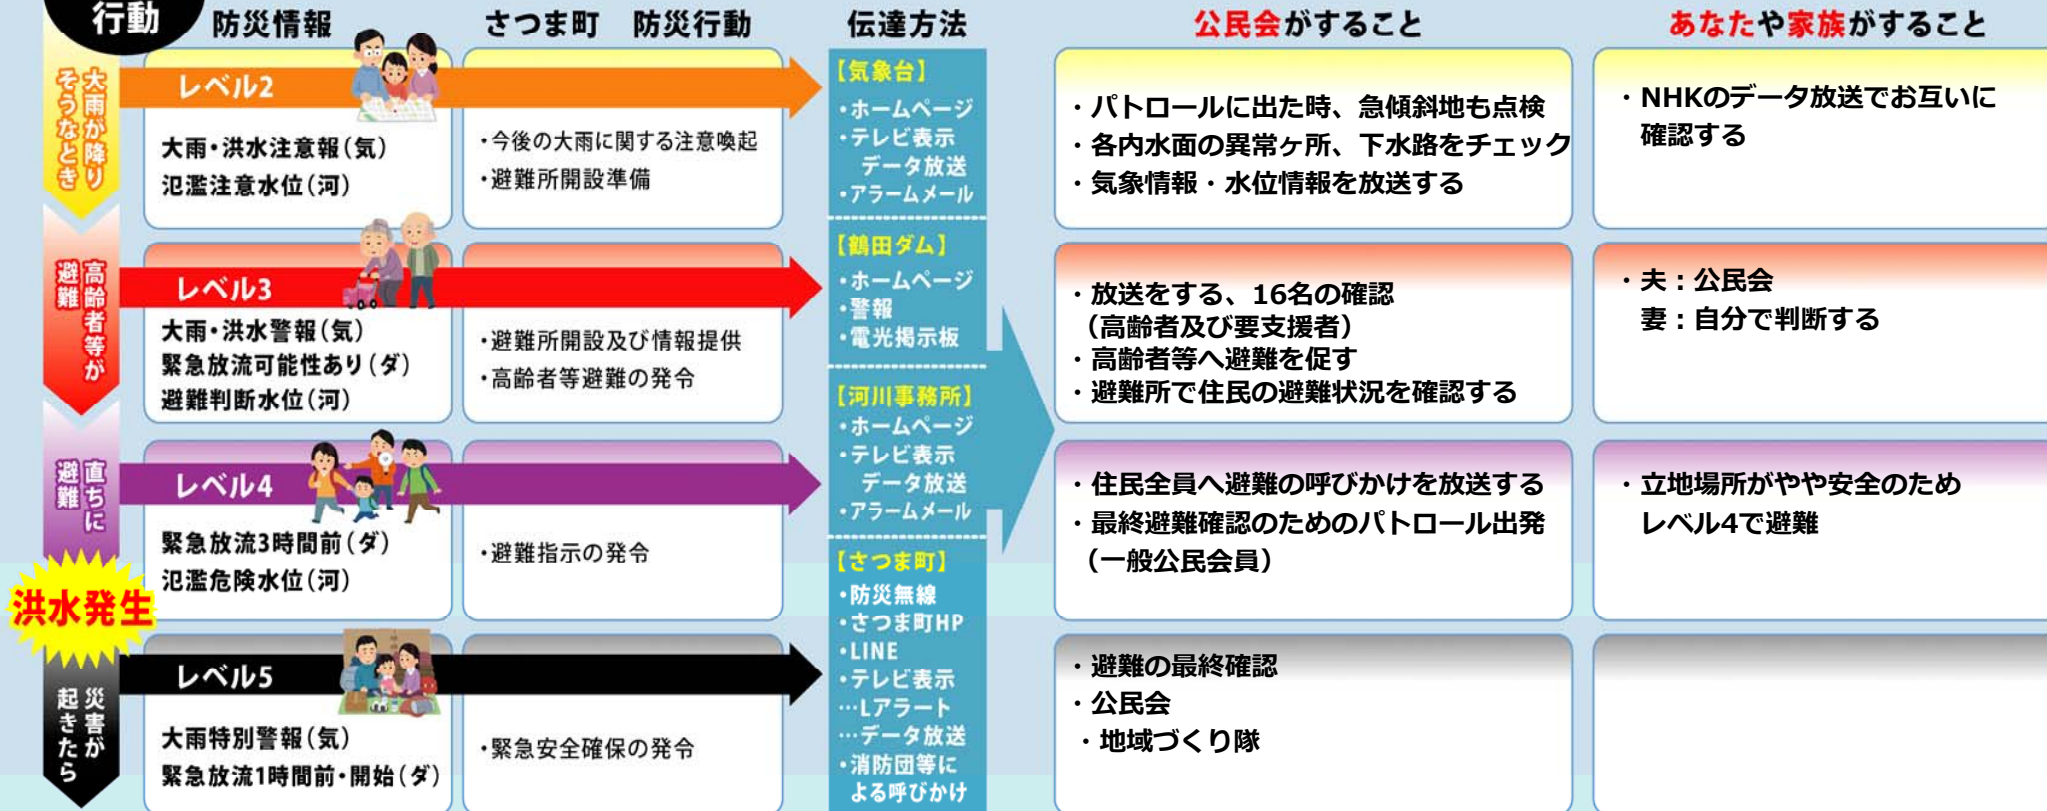 行動
防災情報
さつま町　防災行動
伝達方法
公民会がすること
あなたや家族がすること
大雨が降り
そうなとき
レベル2
大雨・洪水注意報(気)
氾濫注意水位(河)
・今後の大雨に関する注意喚起
・避難所開設準備
・パトロールに出た時、急傾斜地も点検
・各内水面の異常ヶ所、下水路をチェック
・気象情報・水位情報を放送する
・NHKのデータ放送でお互いに
確認する
高齢者等が
避難
レベル3
大雨・洪水警報(気)
緊急放流可能性あり(ダ)
避難判断水位(河)
・避難所開設及び情報提供
・高齢者等避難の発令
・放送をする、16名の確認
（高齢者及び要支援者）
・高齢者等へ避難を促す
・避難所で住民の避難状況を確認する
・夫：公民会
妻：自分で判断する
直ちに
避難
レベル4
緊急放流3時間前(ダ)
氾濫危険水位(河)
・避難指示の発令
・住民全員へ避難の呼びかけを放送する
・最終避難確認のためのパトロール出発
（一般公民会員）
・立地場所がやや安全のため
レベル4で避難
洪水発生
災害が
起きたら
レベル5
大雨特別警報(気)
緊急放流1時間前・開始(ダ)
・緊急安全確保の発令
・避難の最終確認
・公民会
・地域づくり隊
【気象台】
・ホームページ
・テレビ表示
データ放送
・アラームメール
【鶴田ダム】
・ホームページ
・警報
・電光掲示板
【河川事務所】
・ホームページ
・テレビ表示
データ放送
・アラームメール
【さつま町】
・防災無線
・さつま町HP
・LINE
・テレビ表示
…Lアラート
…データ放送
・消防団等に
よる呼びかけ